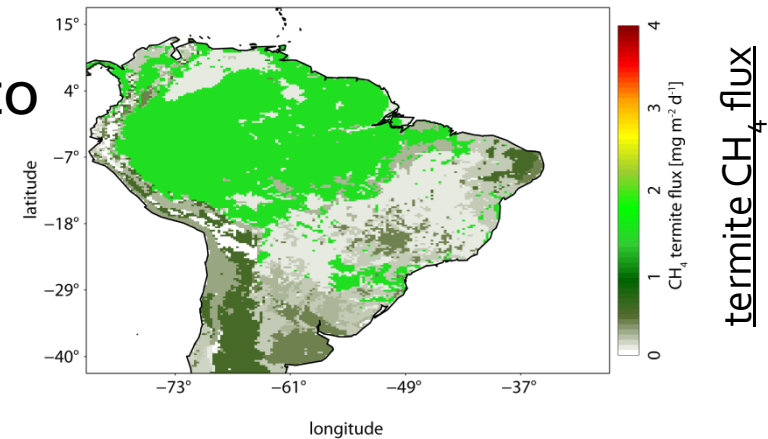 to
15°
4°
−7°
−18°
−29°
−40°
latitude
−73° −61° −49° −37°
longitude
4
3
2
1
0
CH4 termite flux [mg m-2 d-1]
termite CH4 flux